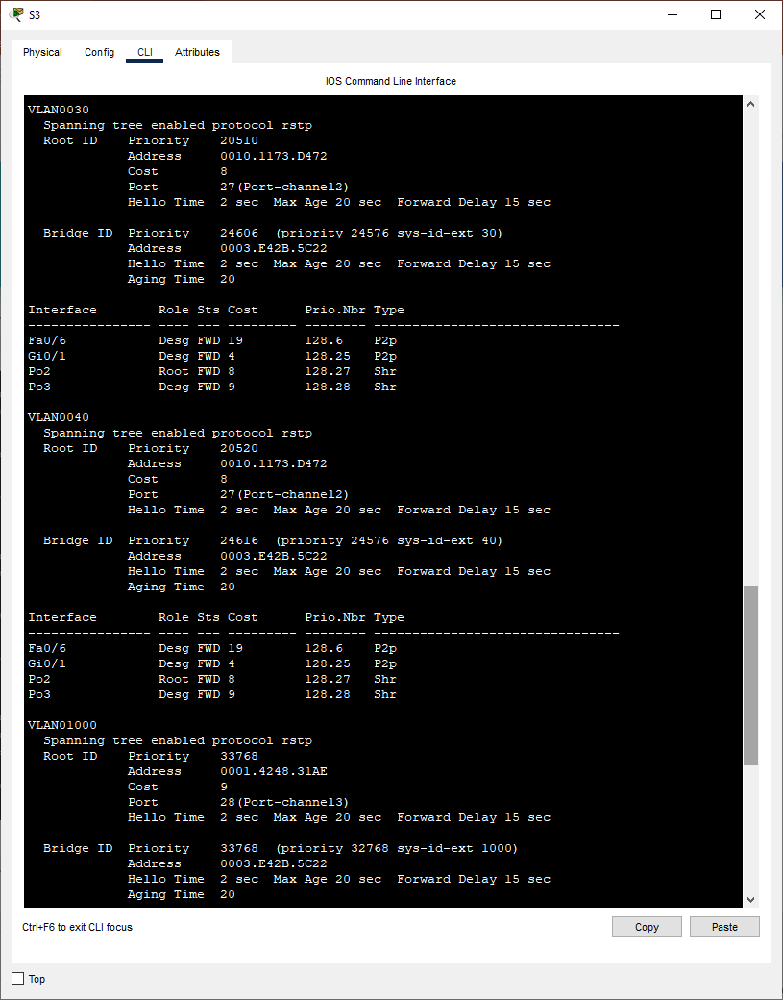 S3
Physical Config CLI Attributes
IOS Command Line Interface
VLAN0030
  Spanning tree enabled protocol rstp
  Root ID    Priority    20510
             Address     0010.1173.D472
             Cost        8
             Port        27(Port-channel2)
             Hello Time  2 sec  Max Age 20 sec  Forward Delay 15 sec

  Bridge ID  Priority    24606  (priority 24576 sys-id-ext 30)
             Address     0003.E42B.5C22
             Hello Time  2 sec  Max Age 20 sec  Forward Delay 15 sec
             Aging Time  20

Interface        Role Sts Cost      Prio.Nbr Type
---------------- ---- --- --------- -------- --------------------------------
Fa0/6            Desg FWD 19        128.6    P2p
Gi0/1            Desg FWD 4         128.25   P2p
Po2              Root FWD 8         128.27   Shr
Po3              Desg FWD 9         128.28   Shr

VLAN0040
  Spanning tree enabled protocol rstp
  Root ID    Priority    20520
             Address     0010.1173.D472
             Cost        8
             Port        27(Port-channel2)
             Hello Time  2 sec  Max Age 20 sec  Forward Delay 15 sec

  Bridge ID  Priority    24616  (priority 24576 sys-id-ext 40)
             Address     0003.E42B.5C22
             Hello Time  2 sec  Max Age 20 sec  Forward Delay 15 sec
             Aging Time  20

Interface        Role Sts Cost      Prio.Nbr Type
---------------- ---- --- --------- -------- --------------------------------
Fa0/6            Desg FWD 19        128.6    P2p
Gi0/1            Desg FWD 4         128.25   P2p
Po2              Root FWD 8         128.27   Shr
Po3              Desg FWD 9         128.28   Shr

VLAN01000
  Spanning tree enabled protocol rstp
  Root ID    Priority    33768
             Address     0001.4248.31AE
             Cost        9
             Port        28(Port-channel3)
             Hello Time  2 sec  Max Age 20 sec  Forward Delay 15 sec

  Bridge ID  Priority    33768  (priority 32768 sys-id-ext 1000)
             Address     0003.E42B.5C22
             Hello Time  2 sec  Max Age 20 sec  Forward Delay 15 sec
             Aging Time  20
Ctrl+F6 to exit CLI focus
Copy Paste
Top